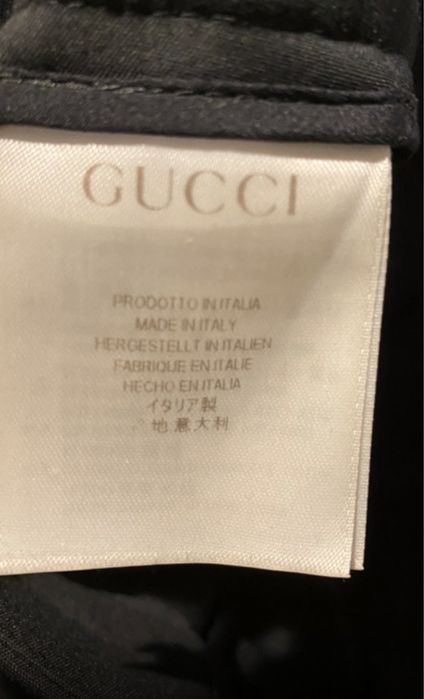 GUCCI
PRODOTTO IN ITALIA
MADE IN ITALY
HERGESTELLT IN ITALIEN
FABRIQUE EN ITALIE
HECHO EN ITALIA
イタリア製
地意大利